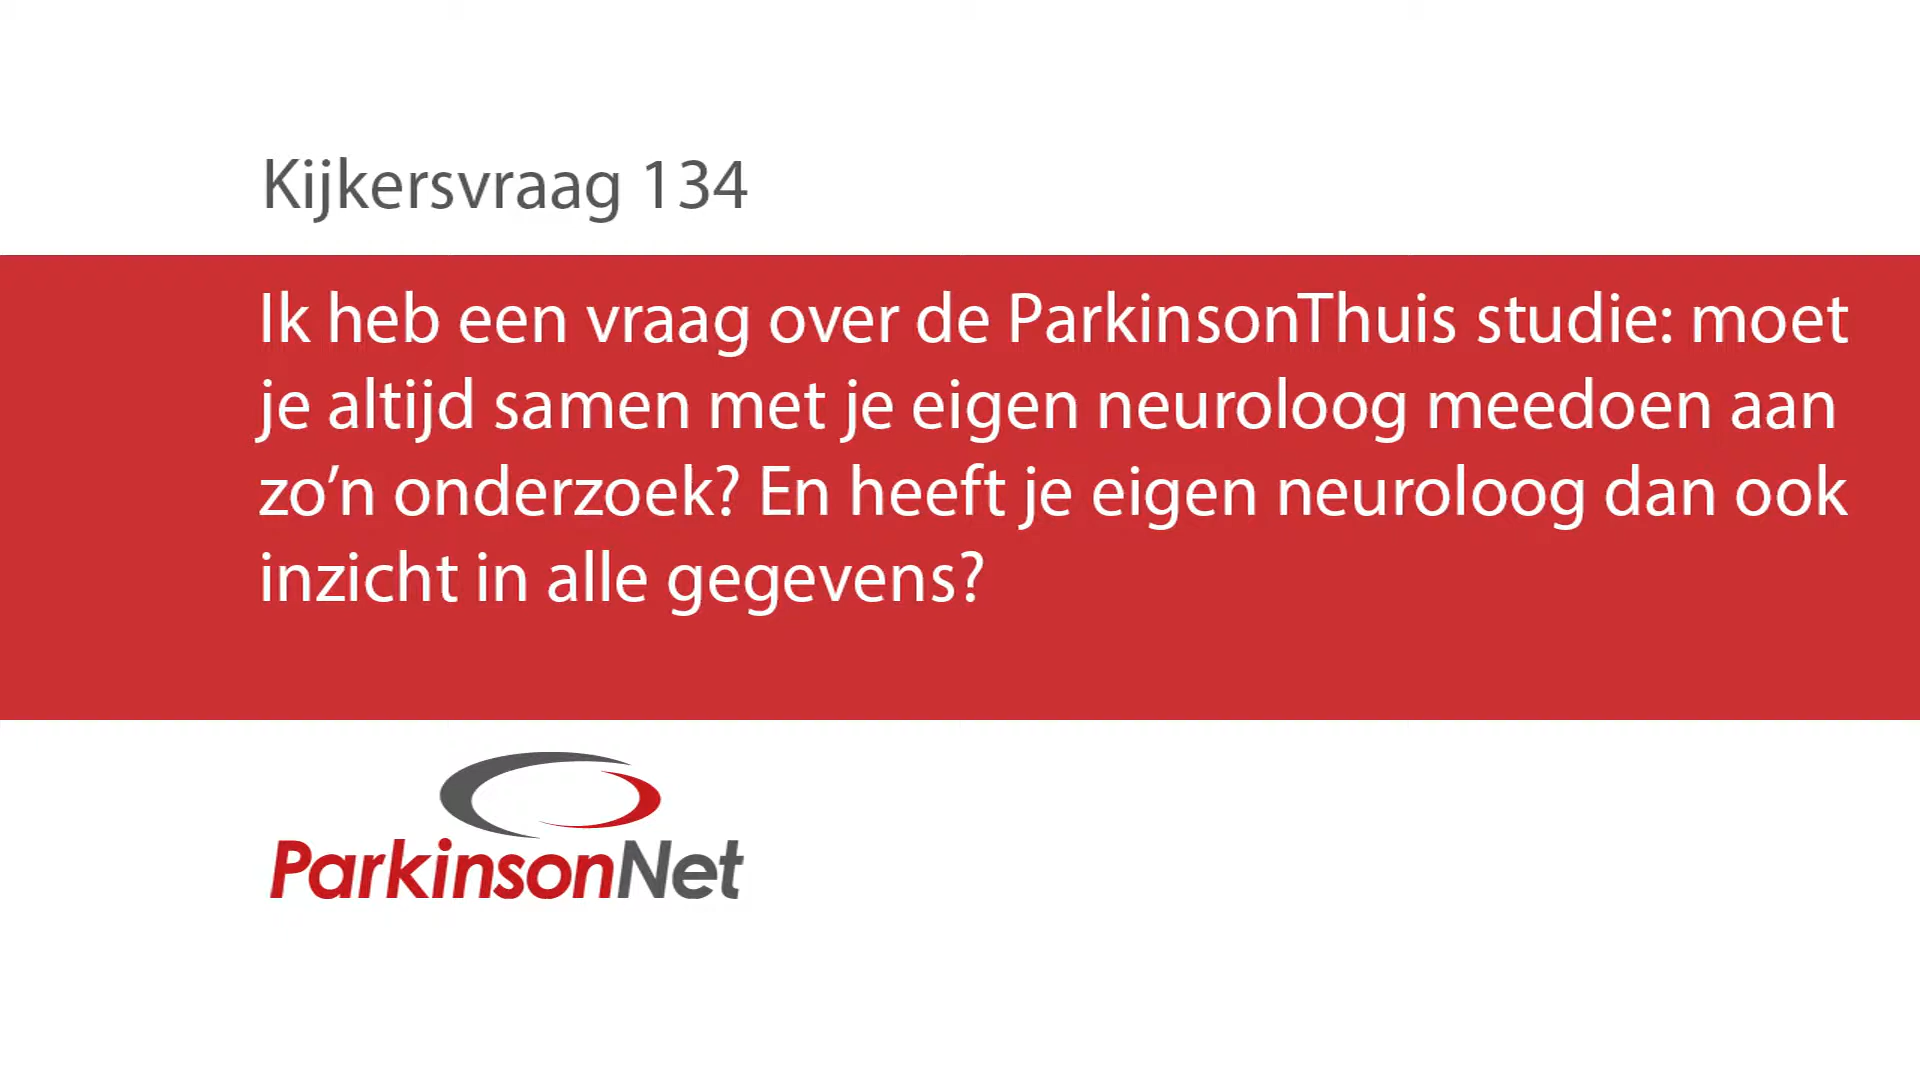 Kijkersvraag 134
Ik heb een vraag over de ParkinsonThuis studie: moet
je altijd samen met je eigen neuroloog meedoen aan
zo’n onderzoek? En heeft je eigen neuroloog dan ook
inzicht in alle gegevens?
ParkinsonNet